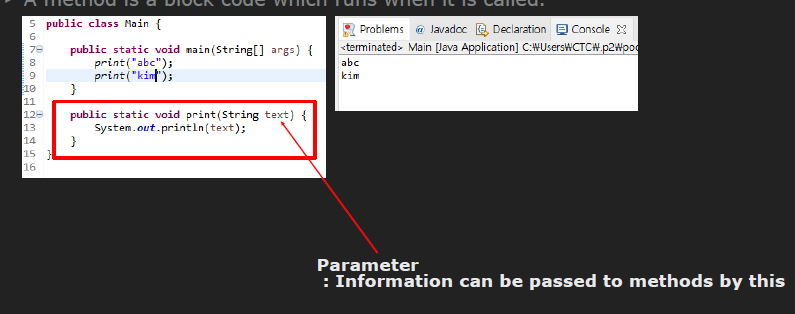 A method is a block code which runs when it is called.
5 public class Main {
6
7 public static void main(String[] args) {
8 print("abc");
9 print("kim");
10 }
11
12 public static void print(String text) {
13 System.out.println(text);
14 }
15 }
16
Problems @ Javadoc Declaration Console
<terminated> Main [Java Application] C:₩Users₩CTC₩.p2₩poo
abc
kim
Parameter
: Information can be passed to methods by this